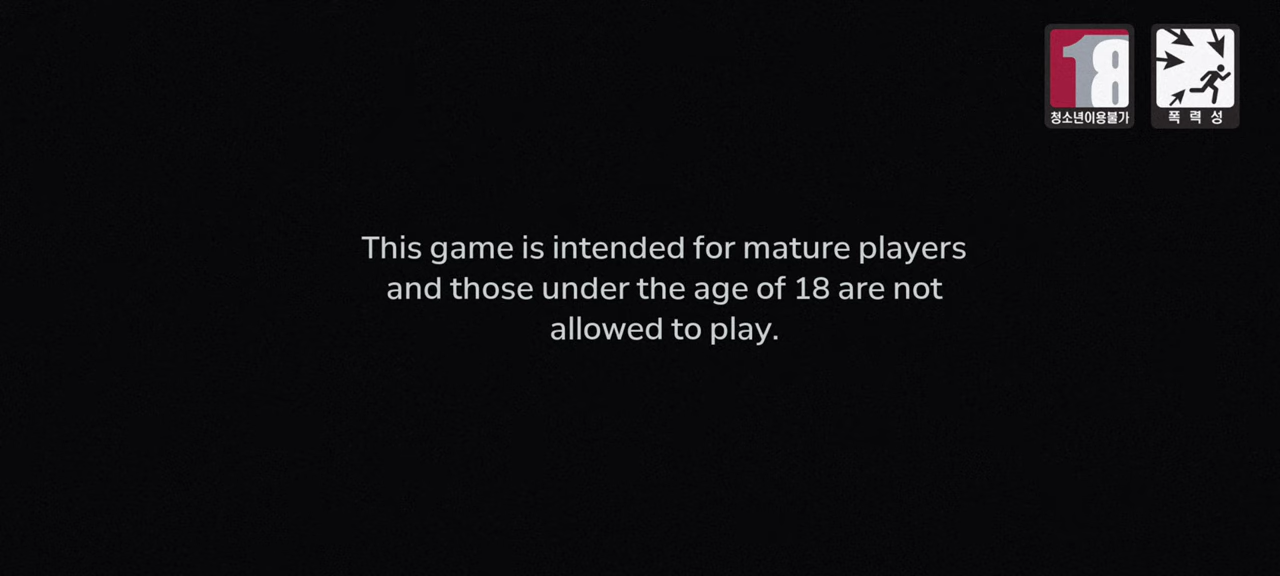 18
청소년이용불가
폭력성
This game is intended for mature players
and those under the age of 18 are not
allowed to play.